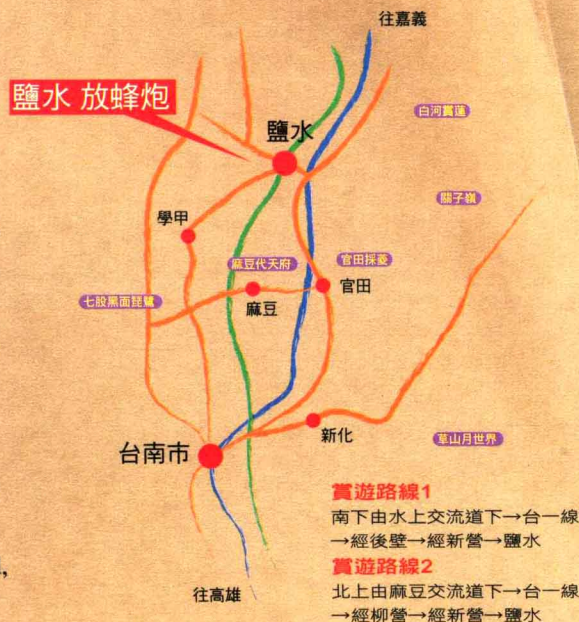 往嘉義
鹽水 放蜂炮
白河賞蓮
鹽水
關子嶺
學甲
麻豆代天府
官田採菱
官田
七股黑面琵鷺
麻豆
新化
草山月世界
台南市
賞遊路線1
南下由水上交流道下→台一線
→經後壁→經新營→鹽水
賞遊路線2
北上由麻豆交流道下→台一線
→經柳營→經新營→鹽水
往高雄